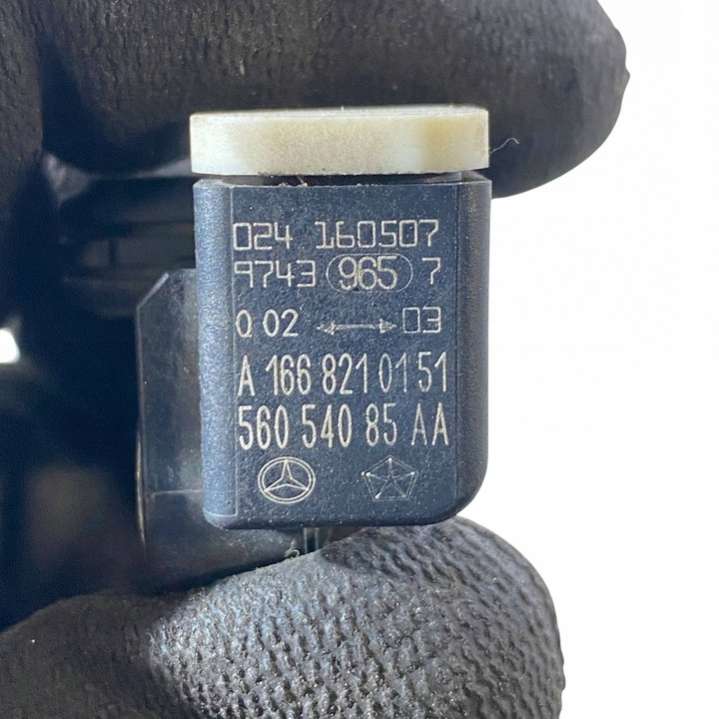 024 160507
9743 965 7
Q 02 ↔ 03
A 166 821 01 51
560 540 85 AA